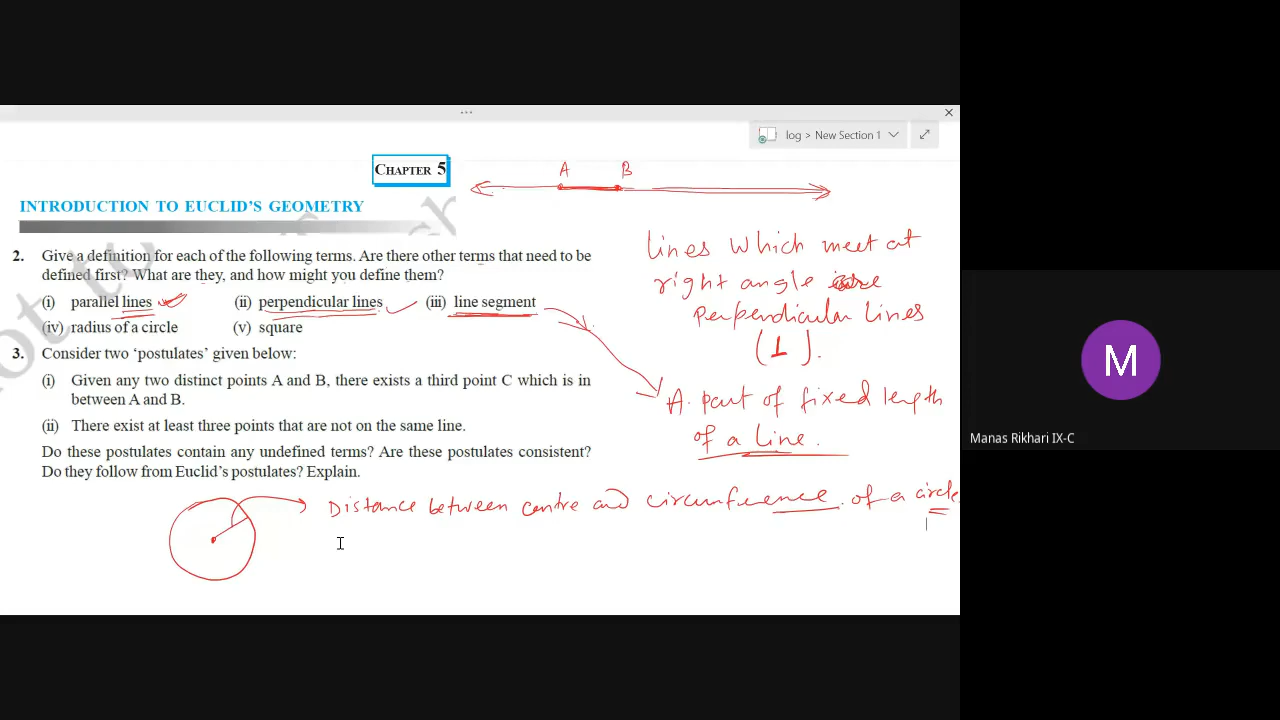 log > New Section 1
CHAPTER 5
A B
INTRODUCTION TO EUCLID'S GEOMETRY
2. Give a definition for each of the following terms. Are there other terms that need to be
defined first? What are they, and how might you define them?
(i) parallel lines (ii) perpendicular lines (iii) line segment
(iv) radius of a circle (v) square
3. Consider two 'postulates' given below:
(i) Given any two distinct points A and B, there exists a third point C which is in
between A and B.
(ii) There exist at least three points that are not on the same line.
Do these postulates contain any undefined terms? Are these postulates consistent?
Do they follow from Euclid's postulates? Explain.
lines which meet at
right angle are
perpendicular lines
(⊥).
A part of fixed length
of a line.
Distance between centre and circumference of a circle
not to
M
Manas Rikhari IX-C